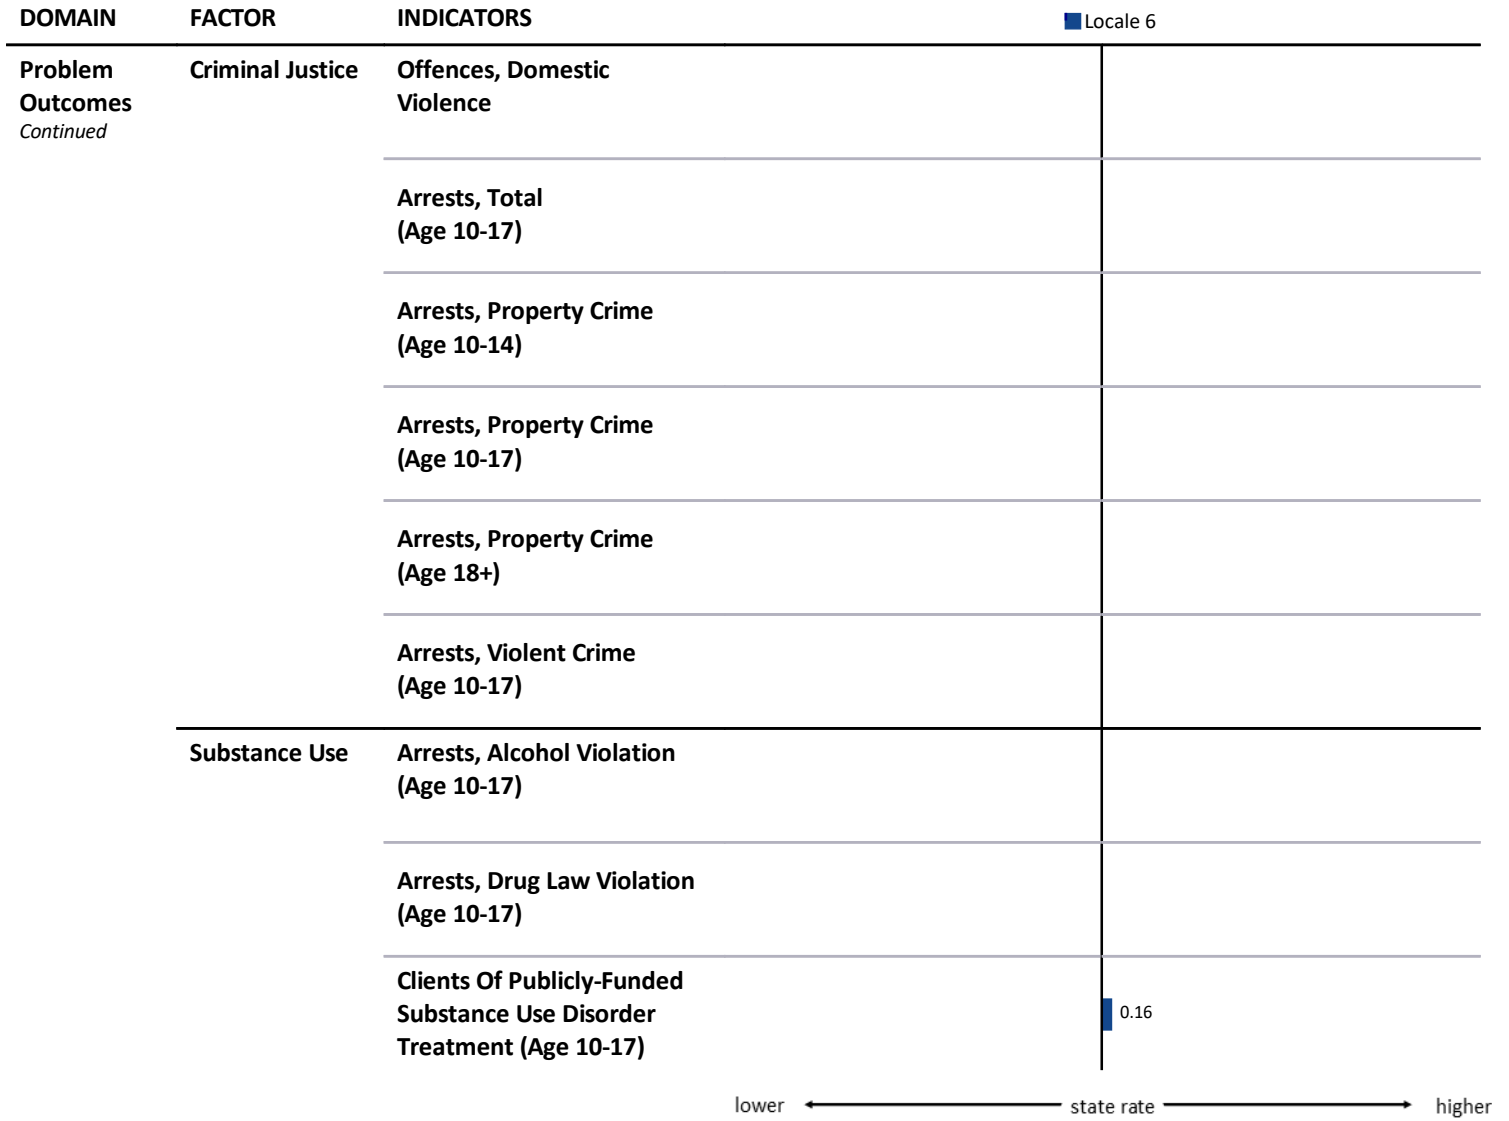 DOMAIN FACTOR INDICATORS
Locale 6
Problem
Outcomes
Continued
Criminal Justice
Offences, Domestic
Violence
Arrests, Total
(Age 10-17)
Arrests, Property Crime
(Age 10-14)
Arrests, Property Crime
(Age 10-17)
Arrests, Property Crime
(Age 18+)
Arrests, Violent Crime
(Age 10-17)
Substance Use
Arrests, Alcohol Violation
(Age 10-17)
Arrests, Drug Law Violation
(Age 10-17)
Clients Of Publicly-Funded
Substance Use Disorder
Treatment (Age 10-17)
0.16
lower state rate higher